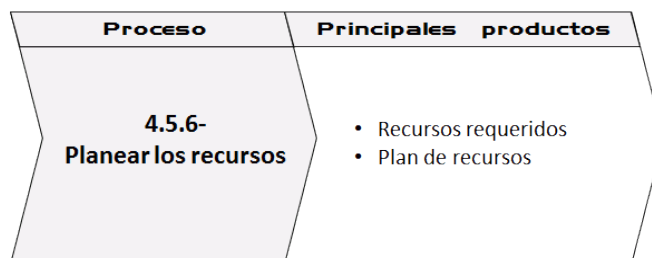 Proceso
Principales productos
4.5.6-
Planear los recursos
• Recursos requeridos
• Plan de recursos